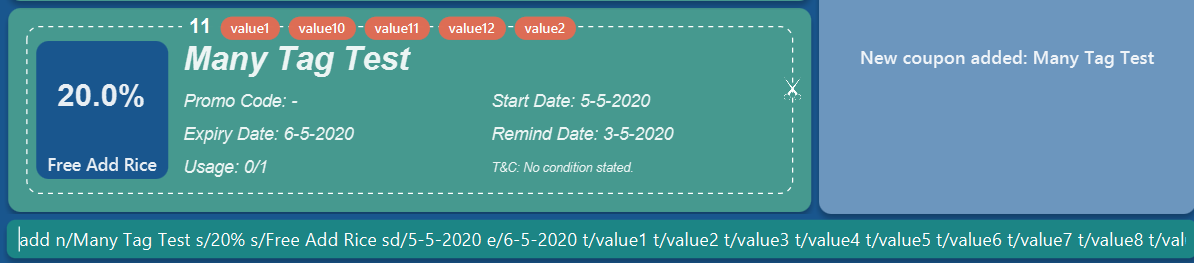 11 value1 value10 value11 value12 value2
Many Tag Test
20.0%
Free Add Rice
Promo Code: -
Start Date: 5-5-2020
Expiry Date: 6-5-2020
Remind Date: 3-5-2020
Usage: 0/1
T&C: No condition stated.
New coupon added: Many Tag Test
add n/Many Tag Test s/20% s/Free Add Rice sd/5-5-2020 e/6-5-2020 t/value1 t/value2 t/value3 t/value4 t/value5 t/value6 t/value7 t/value8 t/val